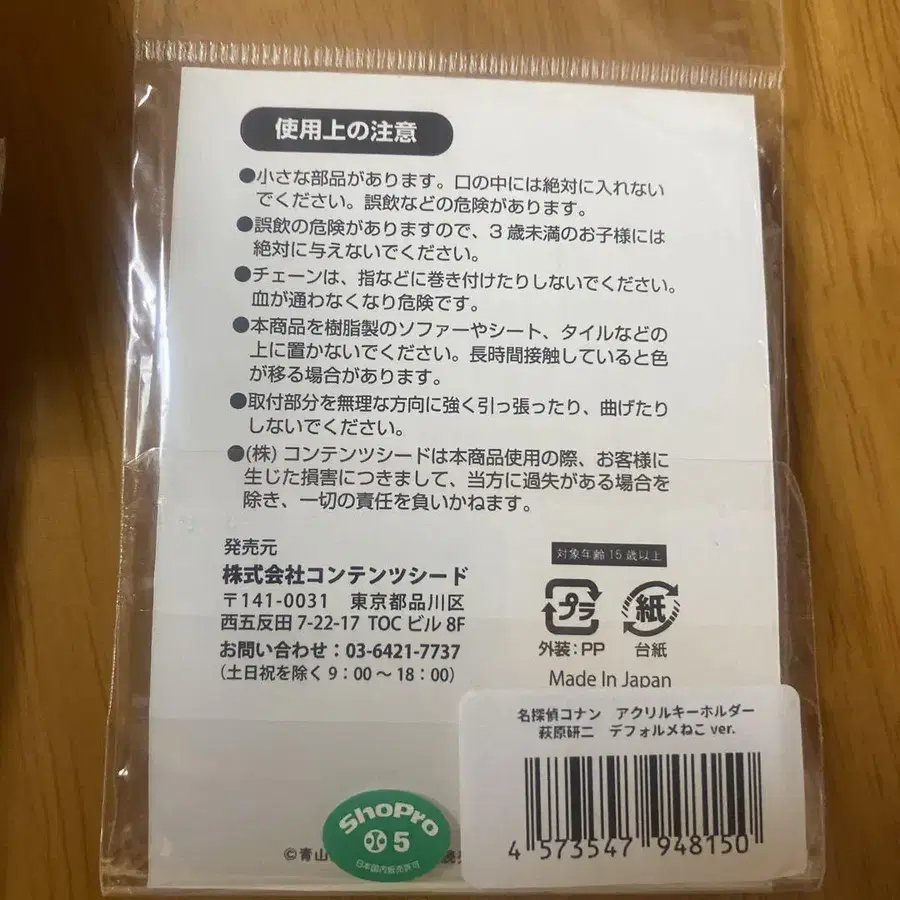 使用上の注意
●小さな部品があります。口の中には絶対に入れない
でください。誤飲などの危険があります。
●誤飲の危険がありますので、3歳未満のお子様には
絶対に与えないでください。
●チェーンは、指などに巻き付けたりしないでください。
血が通わなくなり危険です。
●本商品を樹脂製のソファーやシート、タイルなどの
上に置かないでください。長時間接触していると色
が移る場合があります。
●取付部分を無理な方向に強く引っ張ったり、曲げたり
しないでください。
●(株)コンテンツシードは本商品使用の際、お客様に
生じた損害につきまして、当方に過失がある場合を
除き、一切の責任を負いかねます。
発売元
株式会社コンテンツシード
〒141-0031 東京都品川区
西五反田 7-22-17 TOC ビル 8F
お問い合わせ:03-6421-7737
(土日祝を除く 9:00 ~ 18:00)
対象年齢15歳以上
プラ
紙
外装:PP
台紙
Made In Japan
名探偵コナン アクリルキーホルダー
萩原研二 デフォルメねこ ver.
4 573547 948150
ShoPro
5
日本国内販売許可
©青山